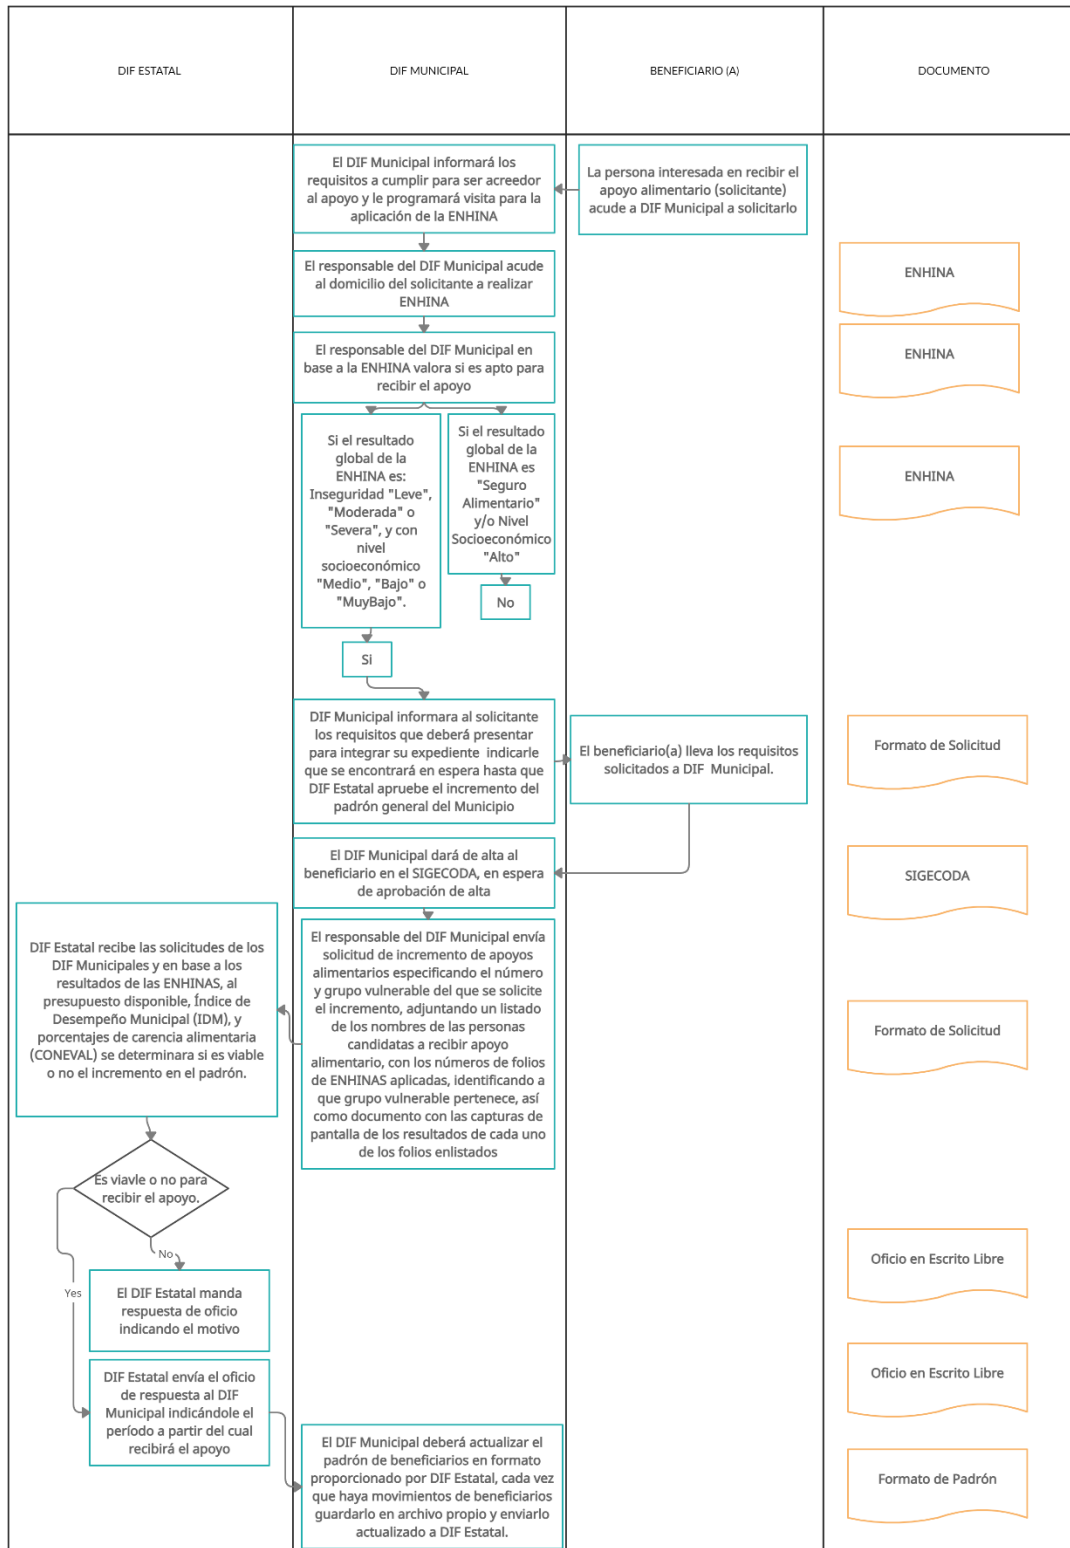 DIF ESTATAL
DIF MUNICIPAL
BENEFICIARIO (A)
DOCUMENTO
El DIF Municipal informará los
requisitos a cumplir para ser acreedor
al apoyo y le programará visita para la
aplicación de la ENHINA
La persona interesada en recibir el
apoyo alimentario (solicitante)
acude a DIF Municipal a solicitarlo
El responsable del DIF Municipal acude
al domicilio del solicitante a realizar
ENHINA
ENHINA
El responsable del DIF Municipal en
base a la ENHINA valora si es apto para
recibir el apoyo
ENHINA
Si el resultado
global de la
ENHINA es:
Inseguridad "Leve",
"Moderada" o
"Severa", y con
nivel
socioeconómico
"Medio", "Bajo" o
"MuyBajo".
Si el resultado
global de la
ENHINA es
"Seguro
Alimentario"
y/o Nivel
Socioeconómico
"Alto"
ENHINA
No
Si
DIF Municipal informara al solicitante
los requisitos que deberá presentar
para integrar su expediente indicarle
que se encontrará en espera hasta que
DIF Estatal apruebe el incremento del
padrón general del Municipio
El beneficiario(a) lleva los requisitos
solicitados a DIF Municipal.
Formato de Solicitud
El DIF Municipal dará de alta al
beneficiario en el SIGECODA, en espera
de aprobación de alta
SIGECODA
DIF Estatal recibe las solicitudes de los
DIF Municipales y en base a los
resultados de las ENHINAS, al
presupuesto disponible, Índice de
Desempeño Municipal (IDM), y
porcentajes de carencia alimentaria
(CONEVAL) se determinara si es viable
o no el incremento en el padrón.
El responsable del DIF Municipal envía
solicitud de incremento de apoyos
alimentarios especificando el número
y grupo vulnerable del que se solicite
el incremento, adjuntando un listado
de los nombres de las personas
candidatas a recibir apoyo
alimentario, con los números de folios
de ENHINAS aplicadas, identificando a
que grupo vulnerable pertenece, así
como documento con las capturas de
pantalla de los resultados de cada uno
de los folios enlistados
Formato de Solicitud
Es viavle o no para
recibir el apoyo.
No
Yes
El DIF Estatal manda
respuesta de oficio
indicando el motivo
Oficio en Escrito Libre
DIF Estatal envía el oficio
de respuesta al DIF
Municipal indicándole el
período a partir del cual
recibirá el apoyo
Oficio en Escrito Libre
El DIF Municipal deberá actualizar el
padrón de beneficiarios en formato
proporcionado por DIF Estatal, cada vez
que haya movimientos de beneficiarios
guardarlo en archivo propio y enviarlo
actualizado a DIF Estatal.
Formato de Padrón